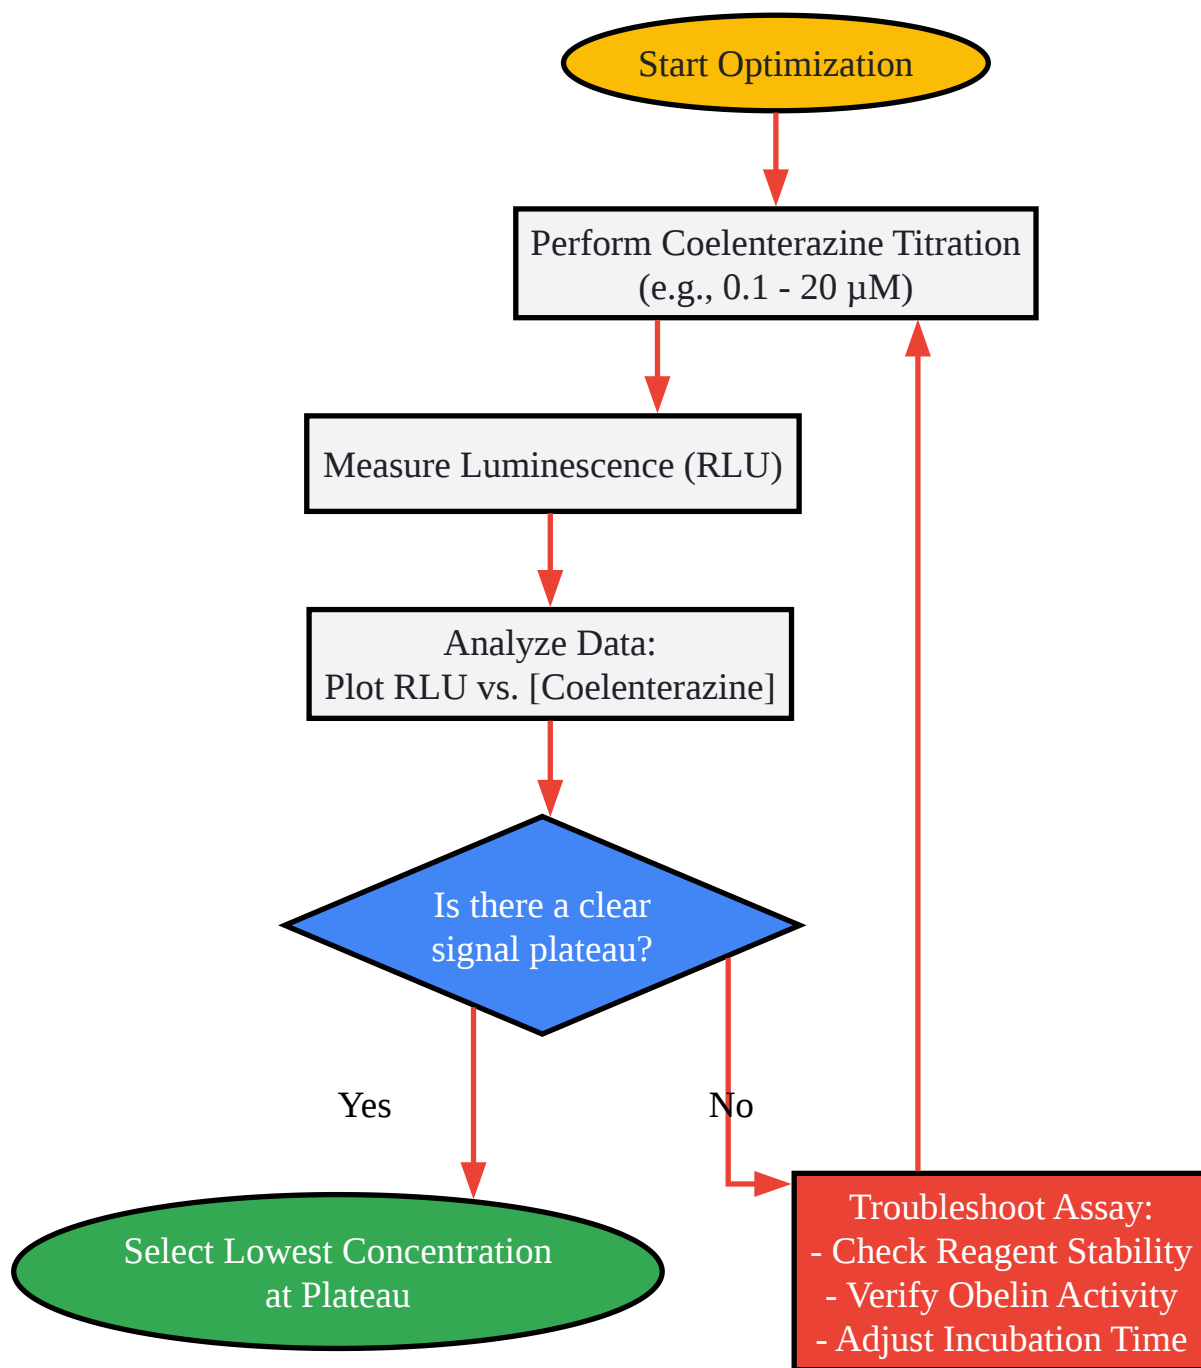 Start Optimization
Perform Coelenterazine Titration
(e.g., 0.1 - 20 µM)
Measure Luminescence (RLU)
Analyze Data:
Plot RLU vs. [Coelenterazine]
Is there a clear
signal plateau?
Yes
No
Select Lowest Concentration
at Plateau
Troubleshoot Assay:
- Check Reagent Stability
- Verify Obelin Activity
- Adjust Incubation Time